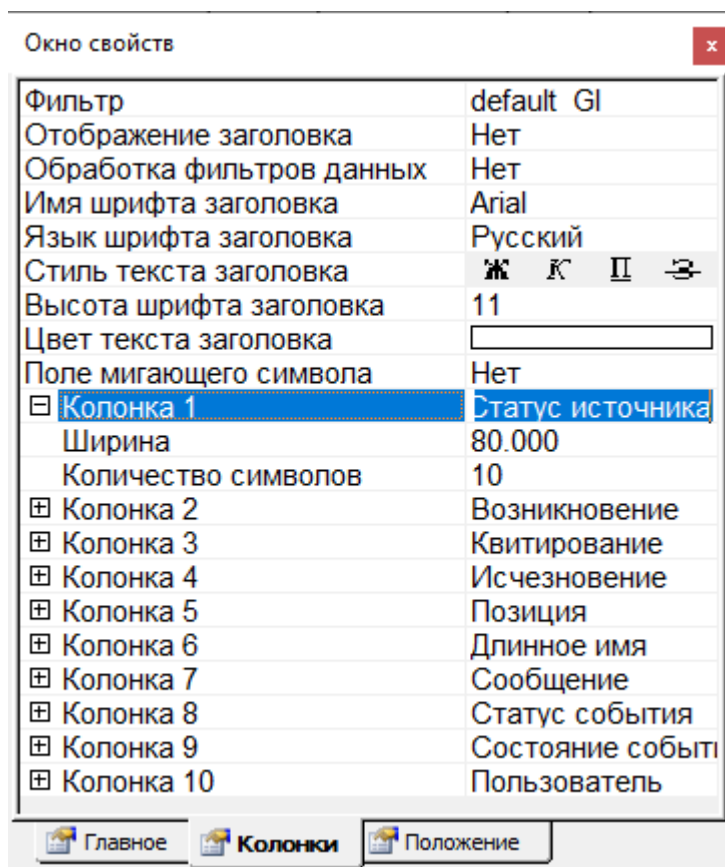 Окно свойств
x
Фильтр default_GI
Отображение заголовка Нет
Обработка фильтров данных Нет
Имя шрифта заголовка Arial
Язык шрифта заголовка Русский
Стиль текста заголовка Ж К П З
Высота шрифта заголовка 11
Цвет текста заголовка
Поле мигающего символа Нет
Колонка 1 Статус источника
Ширина 80.000
Количество символов 10
Колонка 2 Возникновение
Колонка 3 Квитирование
Колонка 4 Исчезновение
Колонка 5 Позиция
Колонка 6 Длинное имя
Колонка 7 Сообщение
Колонка 8 Статус события
Колонка 9 Состояние событ
Колонка 10 Пользователь
Главное Колонки Положение